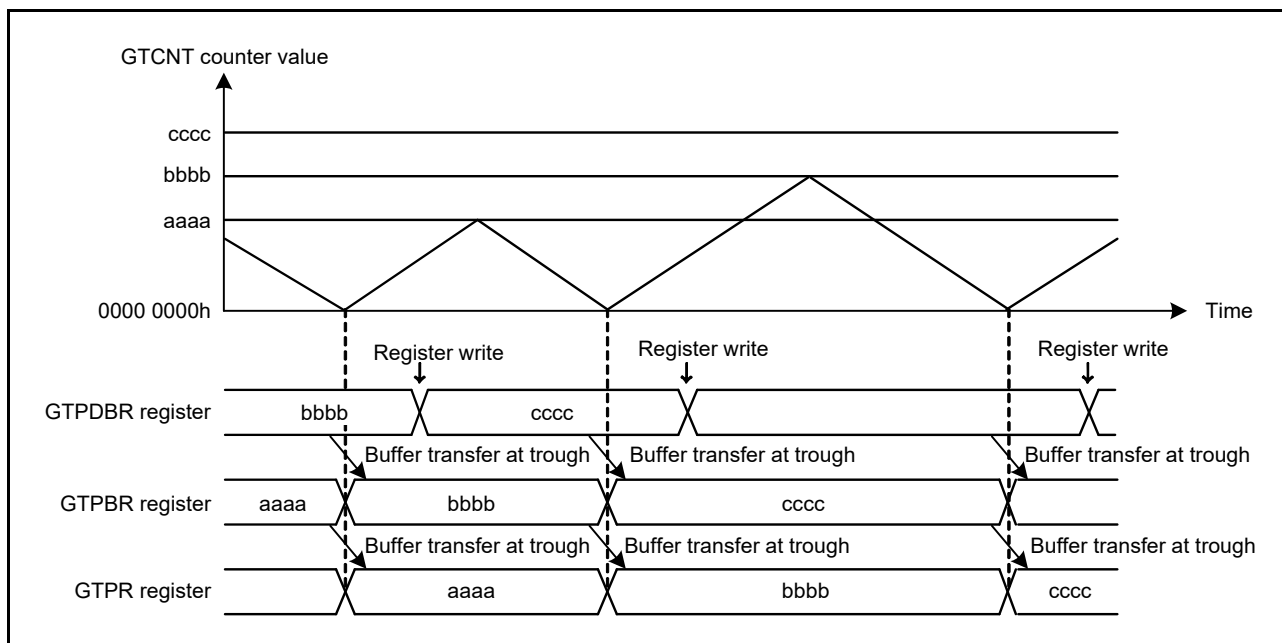 GTCNT counter value
cccc
bbbb
aaaa
0000 0000h
Time
Register write Register write Register write
GTPDBR register bbbb cccc
Buffer transfer at trough Buffer transfer at trough Buffer transfer at trough
GTPBR register aaaa bbbb cccc
Buffer transfer at trough Buffer transfer at trough Buffer transfer at trough
GTPR register aaaa bbbb cccc